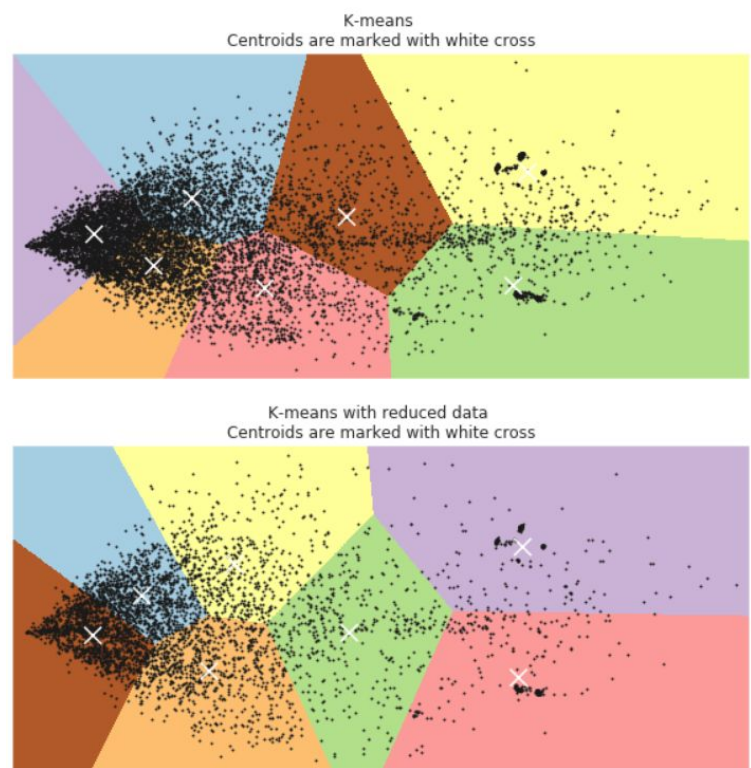 K-means
Centroids are marked with white cross
K-means with reduced data
Centroids are marked with white cross